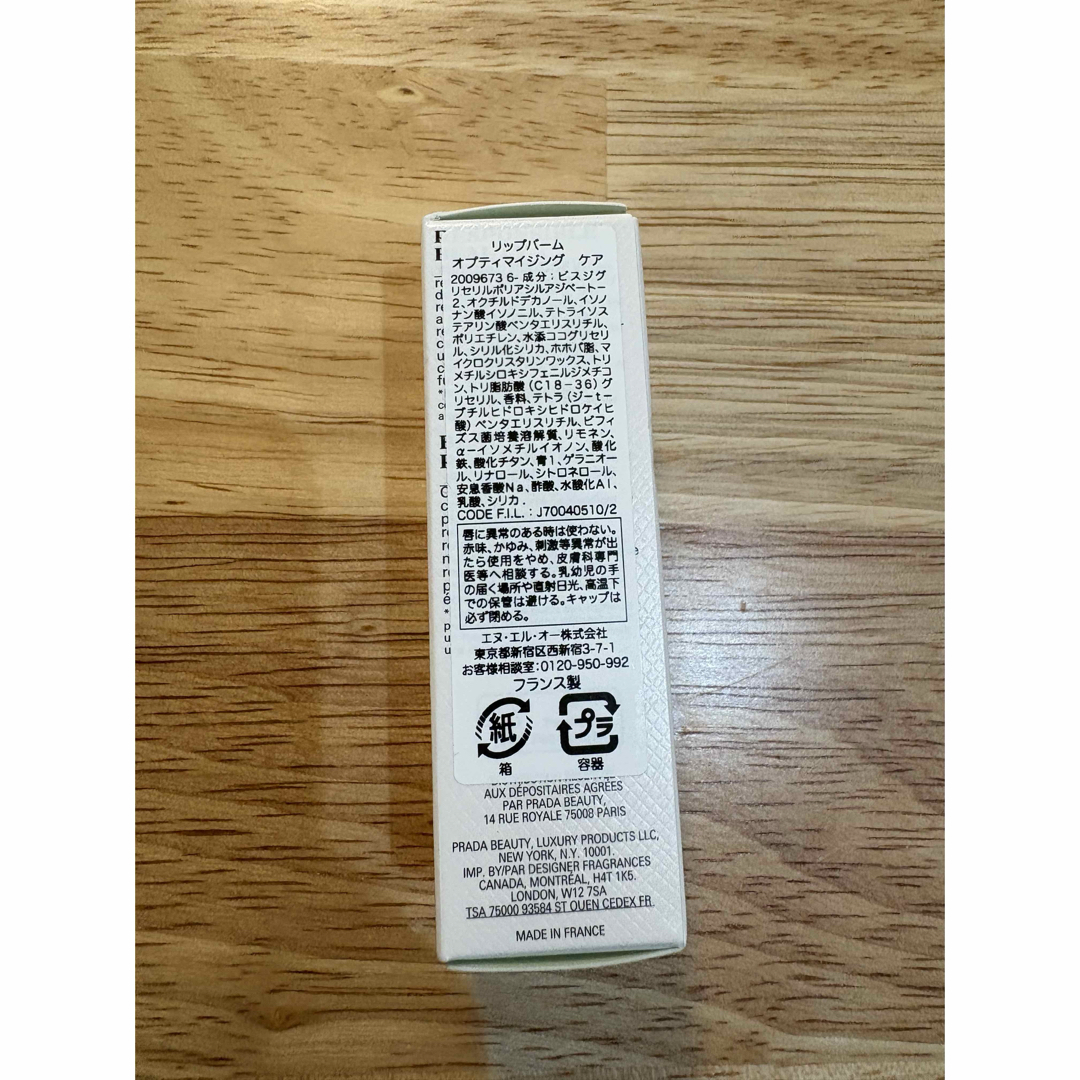 リップバーム
オプティマイジング　ケア
2009673 6- 成分：ビスジグ
リセリルポリアシルアジペート－
2、オクチルドデカノール、イソノ
ナン酸イソノニル、テトライソス
テアリン酸ペンタエリスリチル、
ポリエチレン、水添ココグリセリ
ル、シリル化シリカ、ホホバ脂、マ
イクロクリスタリンワックス、トリ
メチルシロキシフェニルジメチコ
ン、トリ脂肪酸（C18－36）グ
リセリル、香料、テトラ（ジーt－
ブチルヒドロキシヒドロケイヒ
酸）ペンタエリスリチル、ビフィ
ズス菌培養溶解質、リモネン、
α－イソメチルイオノン、酸化
鉄、酸化チタン、青1、ゲラニオー
ル、リナロール、シトロネロール、
安息香酸Na、酢酸、水酸化Al、
乳酸、シリカ .
CODE F.I.L. : J70040510/2
唇に異常のある時は使わない。
赤味、かゆみ、刺激等異常が出
たら使用をやめ、皮膚科専門
医等へ相談する。乳幼児の手
の届く場所や直射日光、高温下
での保管は避ける。キャップは
必ず閉める。
エヌ・エル・オー株式会社
東京都新宿区西新宿3-7-1
お客様相談室：0120-950-992
フランス製
紙 プラ
箱 容器
AUX DÉPOSITAIRES AGRÉÉS
PAR PRADA BEAUTY,
14 RUE ROYALE 75008 PARIS
PRADA BEAUTY, LUXURY PRODUCTS LLC,
NEW YORK, N.Y. 10001.
IMP. BY/PAR DESIGNER FRAGRANCES
CANADA, MONTRÉAL, H4T 1K5.
LONDON, W12 7SA
TSA 75000 93584 ST OUEN CEDEX FR
MADE IN FRANCE